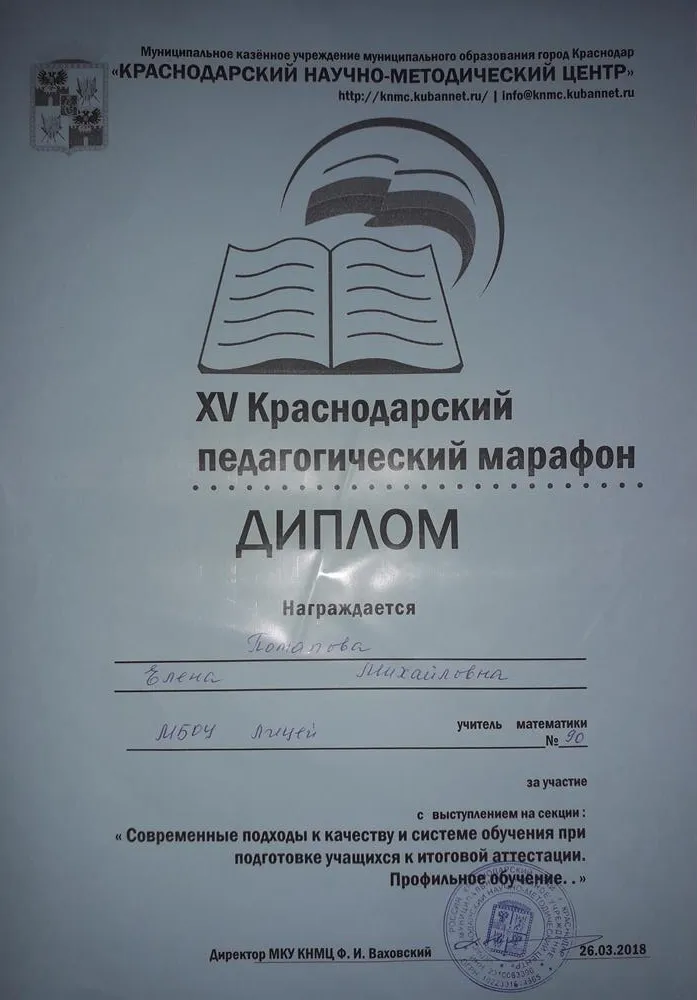 Муниципальное казённое учреждение муниципального образования город Краснодар
«КРАСНОДАРСКИЙ НАУЧНО-МЕТОДИЧЕСКИЙ ЦЕНТР»
http://knmc.kubannet.ru/ | info@knmc.kubannet.ru
XV Краснодарский
педагогический марафон
ДИПЛОМ
Награждается
Потапова
Елена Михайловна
учитель математики
МБОУ лицей № 90
за участие
с выступлением на секции :
« Современные подходы к качеству и системе обучения при
подготовке учащихся к итоговой аттестации.
Профильное обучение. . »
Директор МКУ КНМЦ Ф. И. Ваховский 26.03.2018